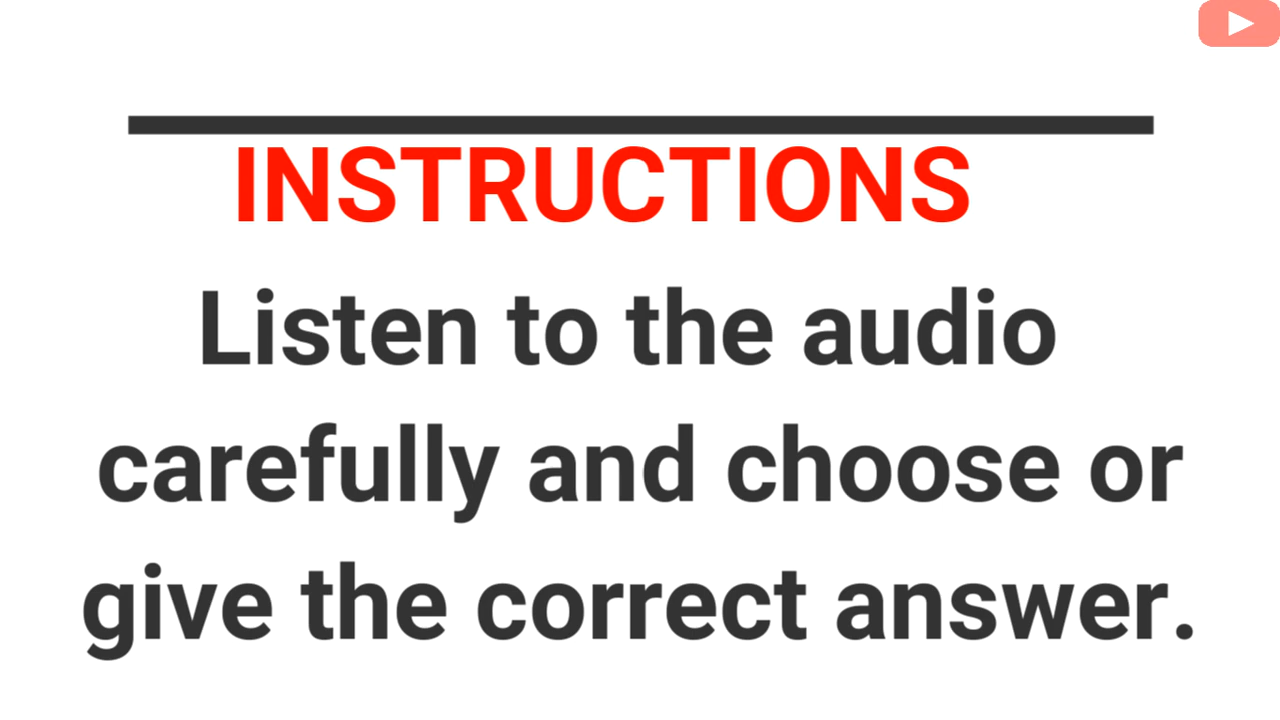 INSTRUCTIONS
Listen to the audio
carefully and choose or
give the correct answer.